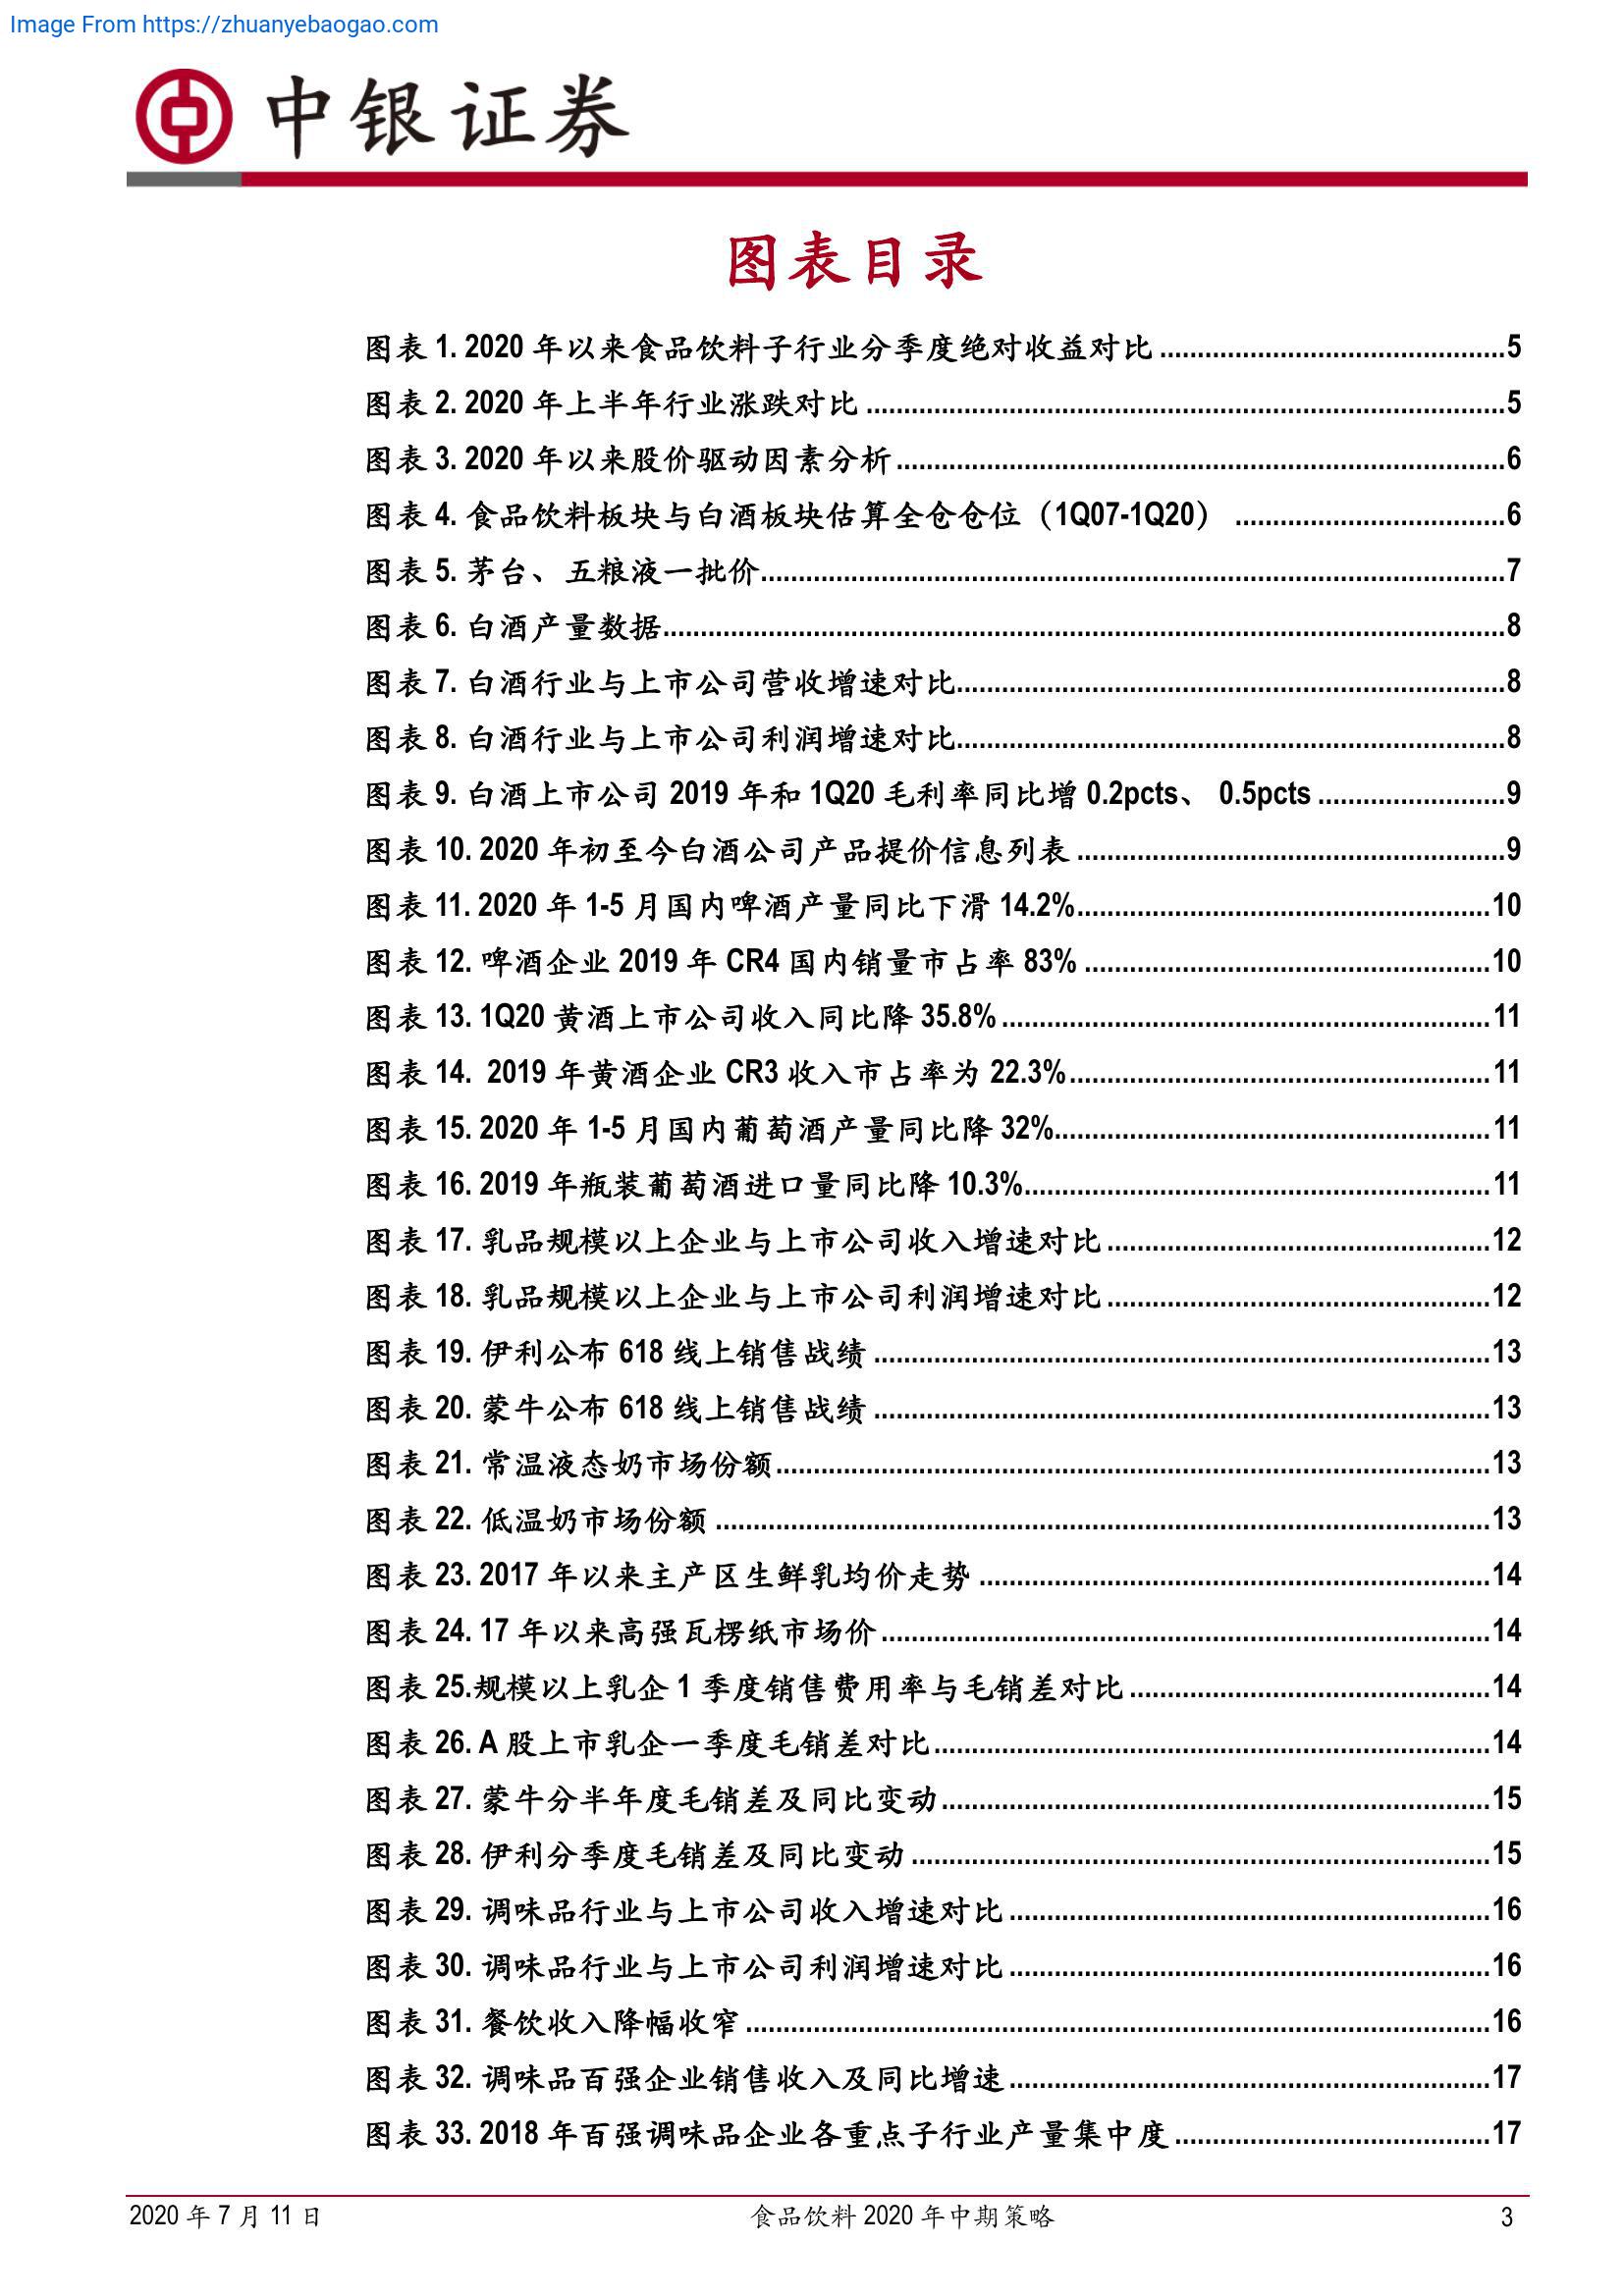 Image From https://zhuanyebaogao.com
中银证券
图表目录
图表 1. 2020 年以来食品饮料子行业分季度绝对收益对比 ..............................................5
图表 2. 2020 年上半年行业涨跌对比 ..............................................5
图表 3. 2020 年以来股价驱动因素分析 ..............................................6
图表 4. 食品饮料板块与白酒板块估算全仓仓位（1Q07-1Q20） ..............................................6
图表 5. 茅台、五粮液一批价..............................................7
图表 6. 白酒产量数据..............................................8
图表 7. 白酒行业与上市公司营收增速对比..............................................8
图表 8. 白酒行业与上市公司利润增速对比..............................................8
图表 9. 白酒上市公司 2019 年和 1Q20 毛利率同比增 0.2pcts、 0.5pcts .........................9
图表 10. 2020 年初至今白酒公司产品提价信息列表 ..............................................9
图表 11. 2020 年 1-5 月国内啤酒产量同比下滑 14.2%..............................................10
图表 12. 啤酒企业 2019 年 CR4 国内销量市占率 83% ..............................................10
图表 13. 1Q20 黄酒上市公司收入同比降 35.8% ..............................................11
图表 14. 2019 年黄酒企业 CR3 收入市占率为 22.3%..............................................11
图表 15. 2020 年 1-5 月国内葡萄酒产量同比降 32%..............................................11
图表 16. 2019 年瓶装葡萄酒进口量同比降 10.3%..............................................11
图表 17. 乳品规模以上企业与上市公司收入增速对比 ..............................................12
图表 18. 乳品规模以上企业与上市公司利润增速对比 ..............................................12
图表 19. 伊利公布 618 线上销售战绩 ..............................................13
图表 20. 蒙牛公布 618 线上销售战绩 ..............................................13
图表 21. 常温液态奶市场份额..............................................13
图表 22. 低温奶市场份额 ..............................................13
图表 23. 2017 年以来主产区生鲜乳均价走势 ..............................................14
图表 24. 17 年以来高强瓦楞纸市场价..............................................14
图表 25.规模以上乳企 1 季度销售费用率与毛销差对比 ..............................................14
图表 26. A 股上市乳企一季度毛销差对比..............................................14
图表 27. 蒙牛分半年度毛销差及同比变动..............................................15
图表 28. 伊利分季度毛销差及同比变动 ..............................................15
图表 29. 调味品行业与上市公司收入增速对比 ..............................................16
图表 30. 调味品行业与上市公司利润增速对比 ..............................................16
图表 31. 餐饮收入降幅收窄 ..............................................16
图表 32. 调味品百强企业销售收入及同比增速 ..............................................17
图表 33. 2018 年百强调味品企业各重点子行业产量集中度 ..............................................17
2020 年 7 月 11 日 食品饮料 2020 年中期策略 3